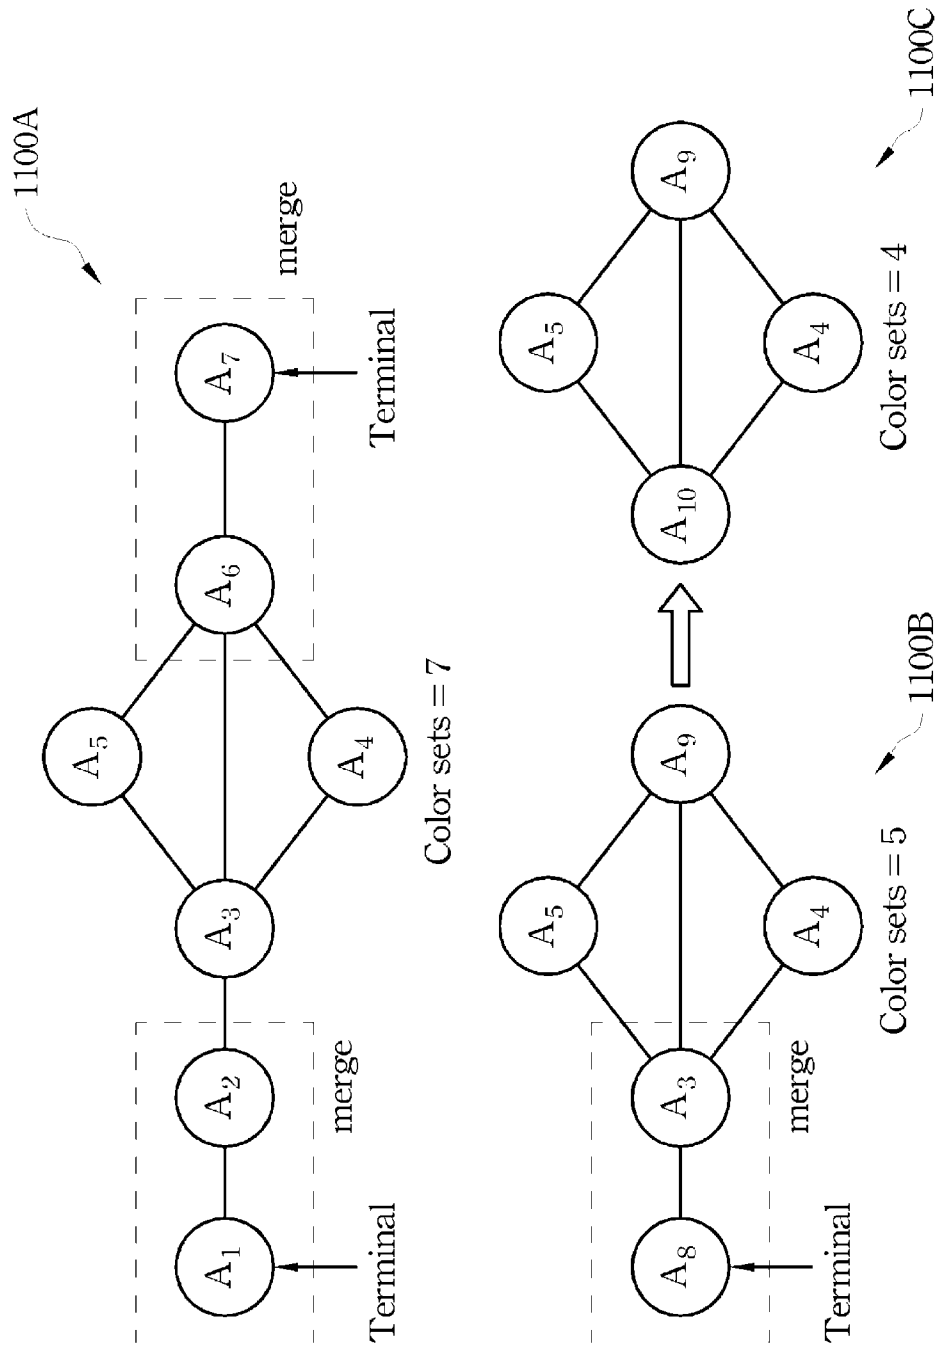 1100A
A₁
A₂
A₃
A₅
A₄
A₆
A₇
merge
merge
Terminal
Terminal
Color sets = 7
A₈
A₃
A₅
A₄
A₉
merge
Terminal
Color sets = 5
1100B
A₁₀
A₅
A₄
A₉
Color sets = 4
1100C